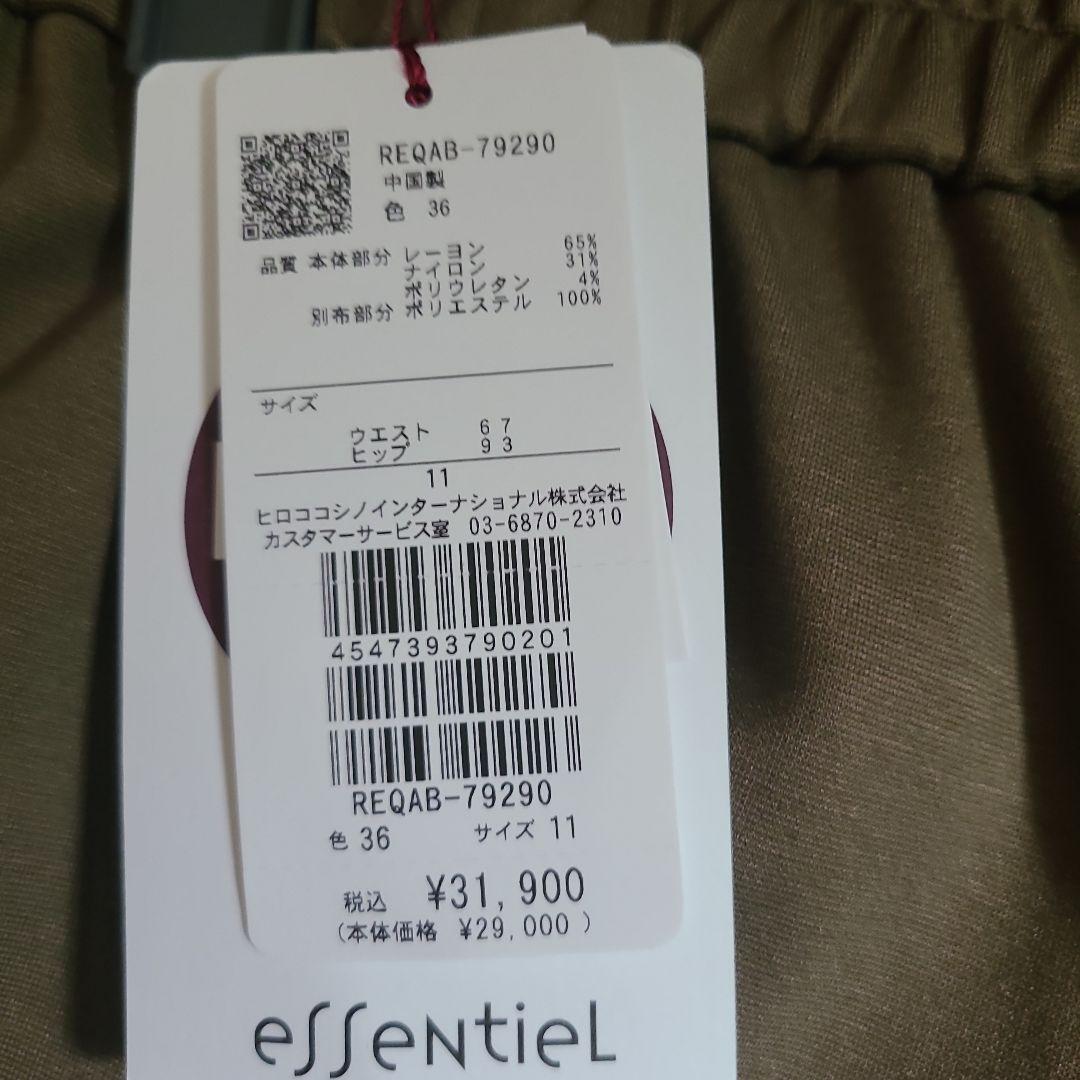 REQAB-79290
中国製
色 36
品質 本体部分 レーヨン 65%
ナイロン 31%
ポリウレタン 4%
別布部分 ポリエステル 100%
サイズ
ウエスト 67
ヒップ 93
11
ヒロココシノインターナショナル株式会社
カスタマーサービス室 03-6870-2310
4547393790201
REQAB-79290
色 36 サイズ 11
税込 ¥31,900
(本体価格 ¥29,000 )
essentiel